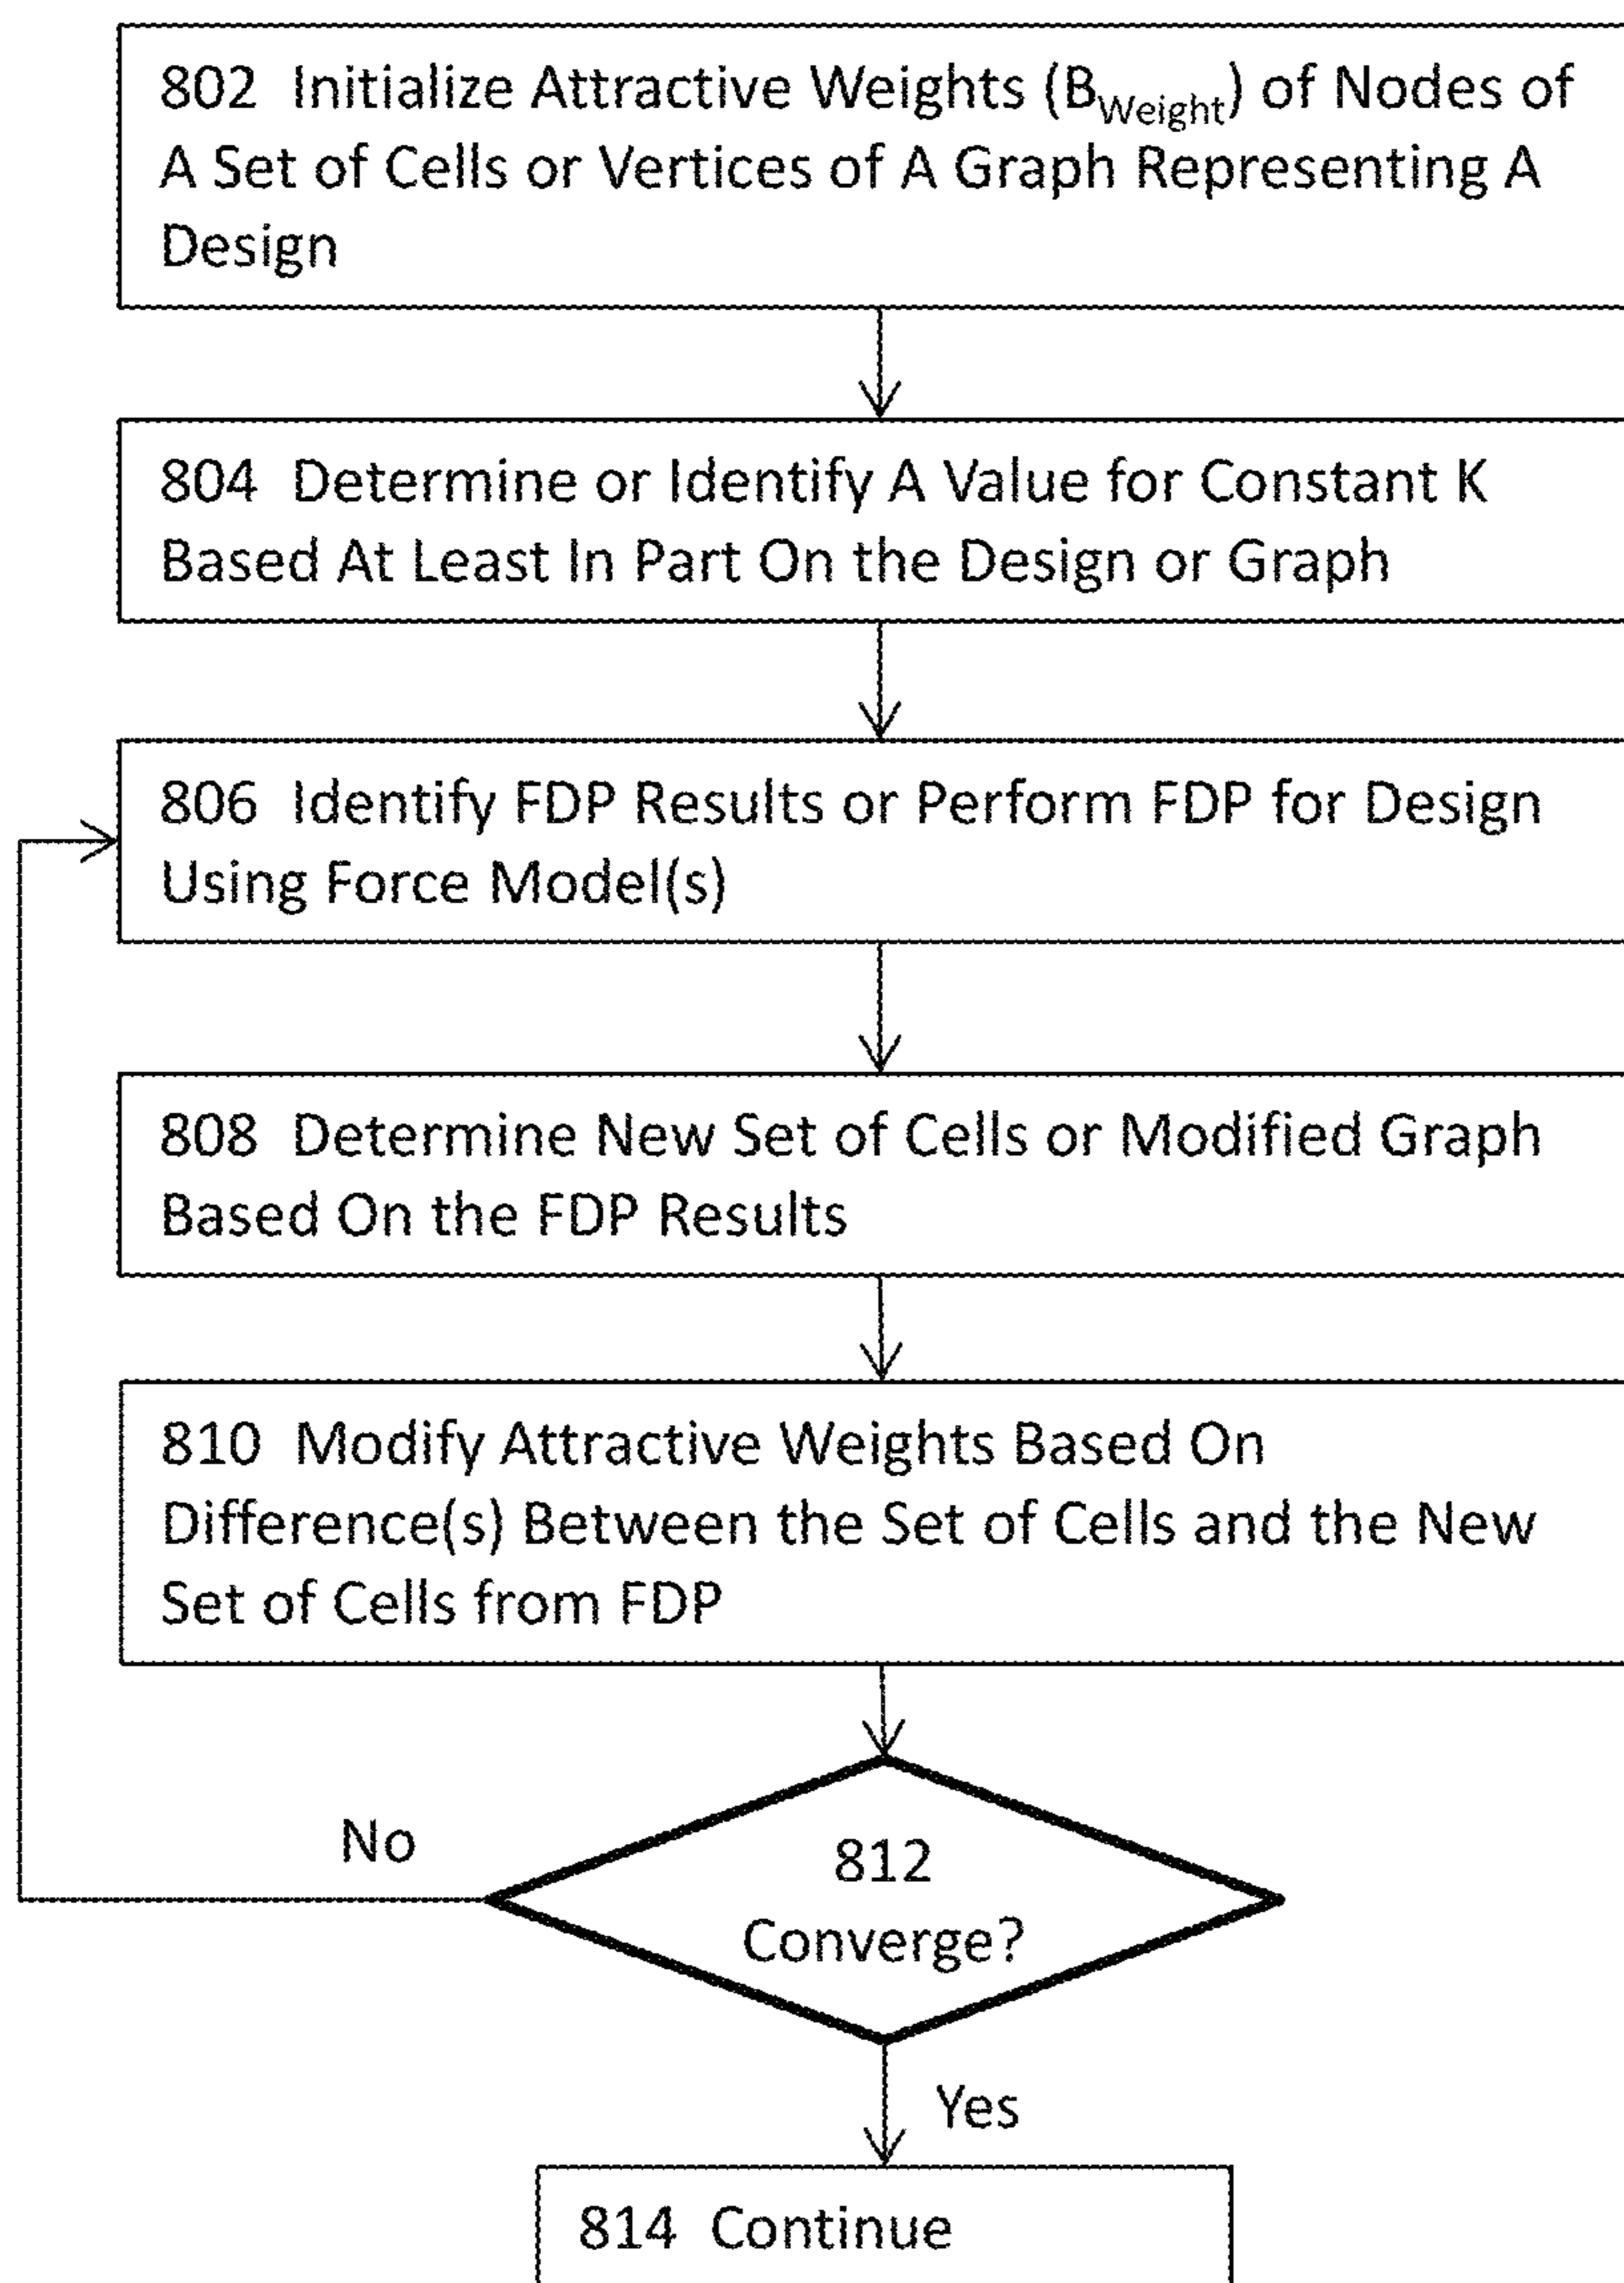 802 Initialize Attractive Weights (BWeight) of Nodes of
A Set of Cells or Vertices of A Graph Representing A
Design
804 Determine or Identify A Value for Constant K
Based At Least In Part On the Design or Graph
806 Identify FDP Results or Perform FDP for Design
Using Force Model(s)
808 Determine New Set of Cells or Modified Graph
Based On the FDP Results
810 Modify Attractive Weights Based On
Difference(s) Between the Set of Cells and the New
Set of Cells from FDP
No
812
Converge?
Yes
814 Continue